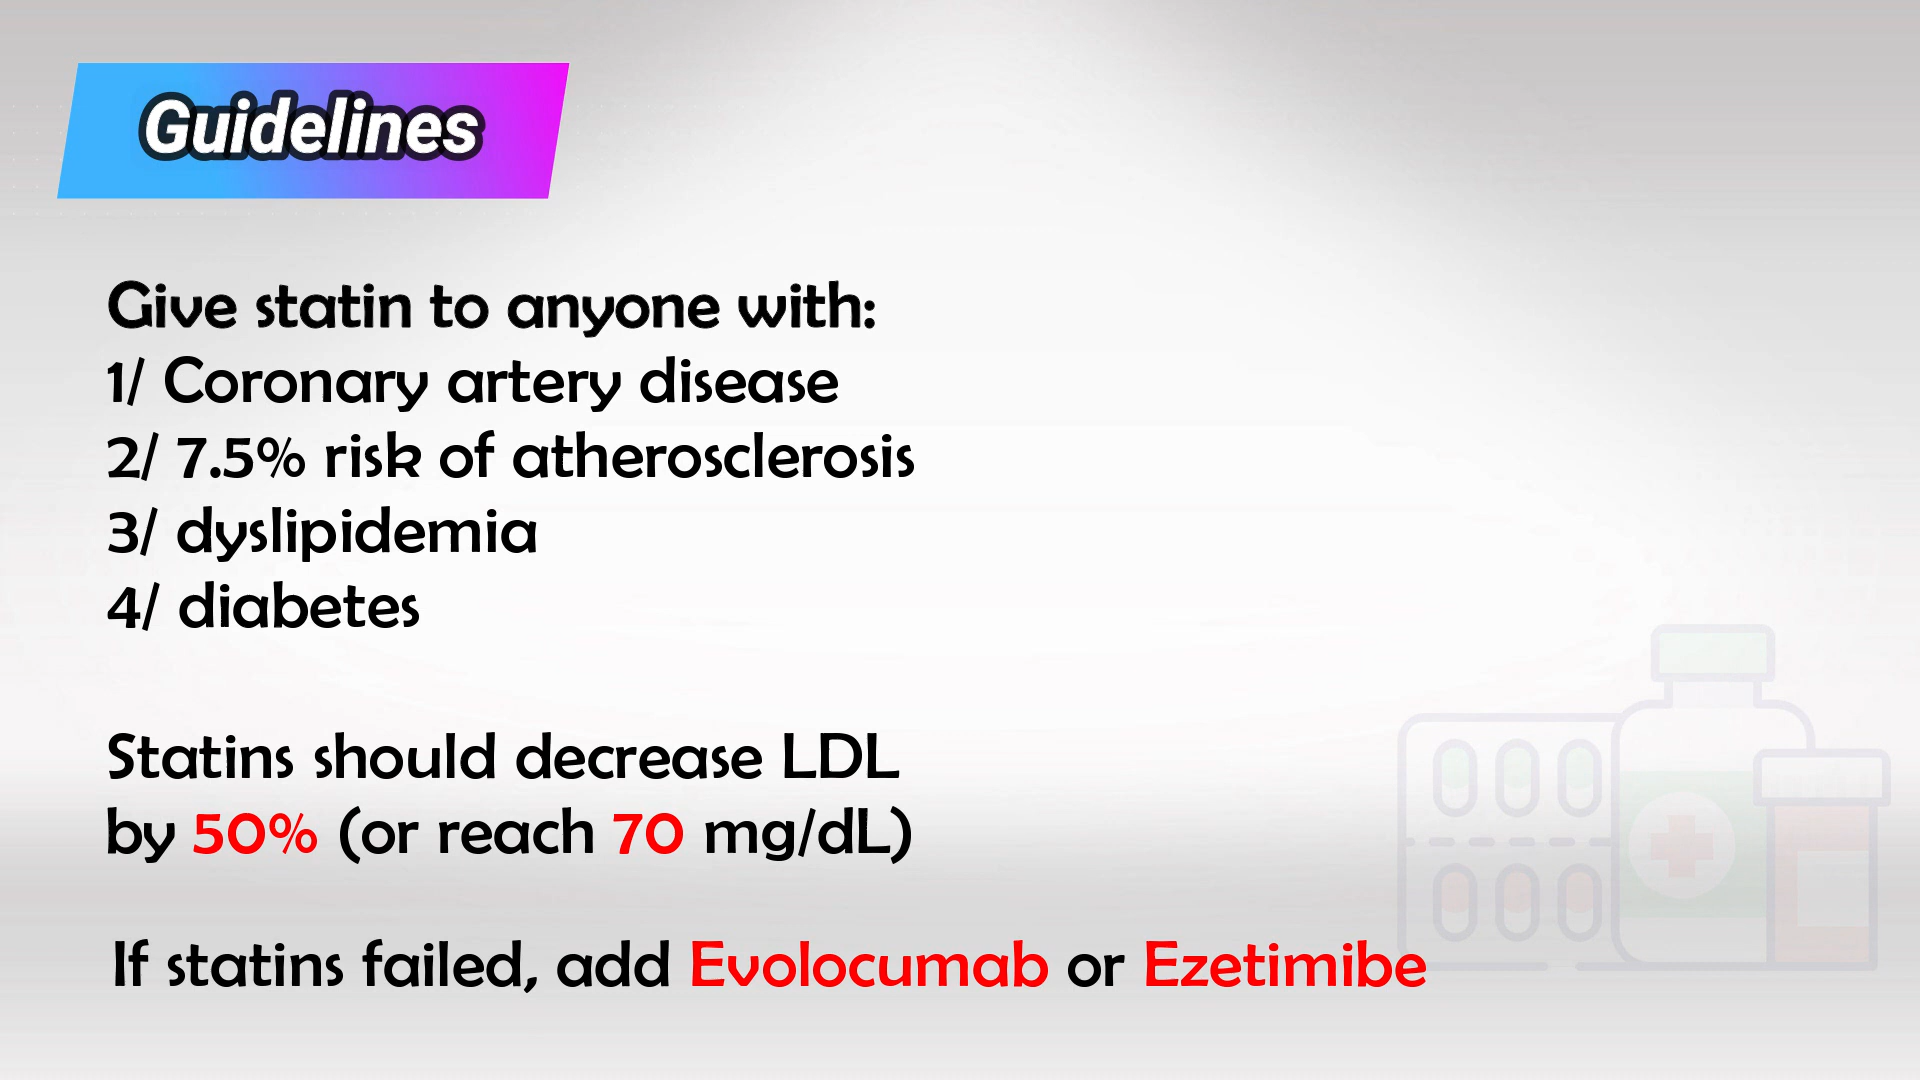 Guidelines
Give statin to anyone with:
1/ Coronary artery disease
2/ 7.5% risk of atherosclerosis
3/ dyslipidemia
4/ diabetes
Statins should decrease LDL
by 50% (or reach 70 mg/dL)
If statins failed, add Evolocumab or Ezetimibe